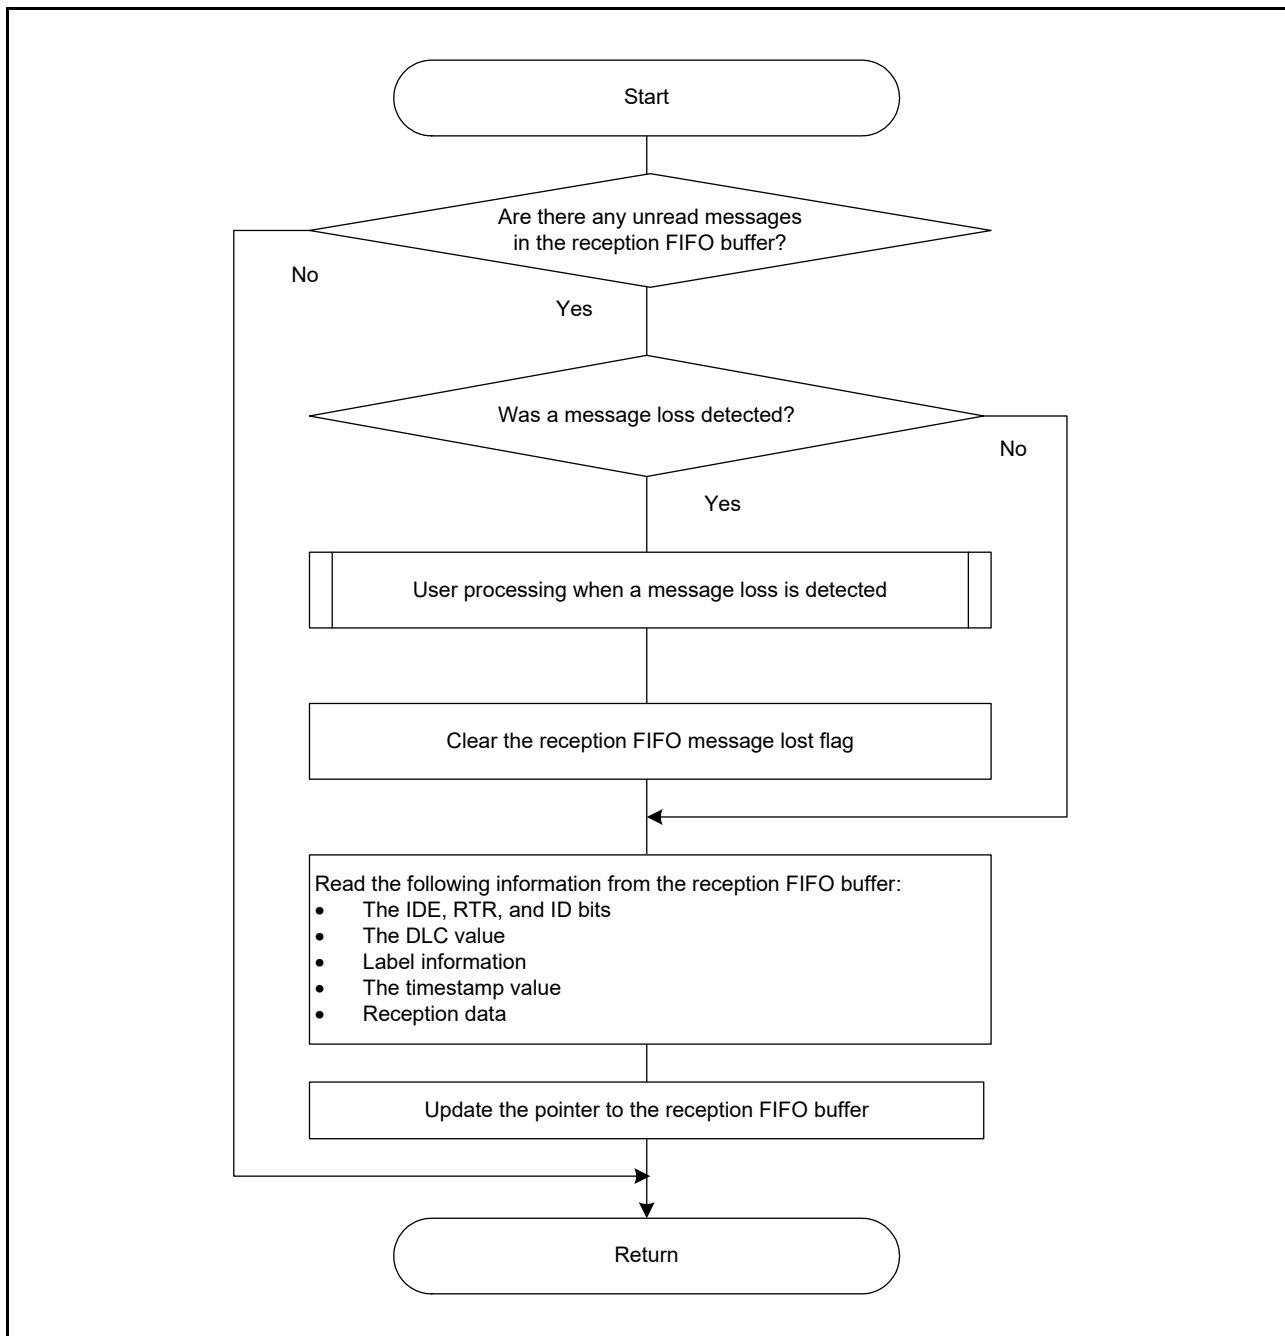 Start
Are there any unread messages
in the reception FIFO buffer?
No
Yes
Was a message loss detected?
No
Yes
User processing when a message loss is detected
Clear the reception FIFO message lost flag
Read the following information from the reception FIFO buffer:
• The IDE, RTR, and ID bits
• The DLC value
• Label information
• The timestamp value
• Reception data
Update the pointer to the reception FIFO buffer
Return